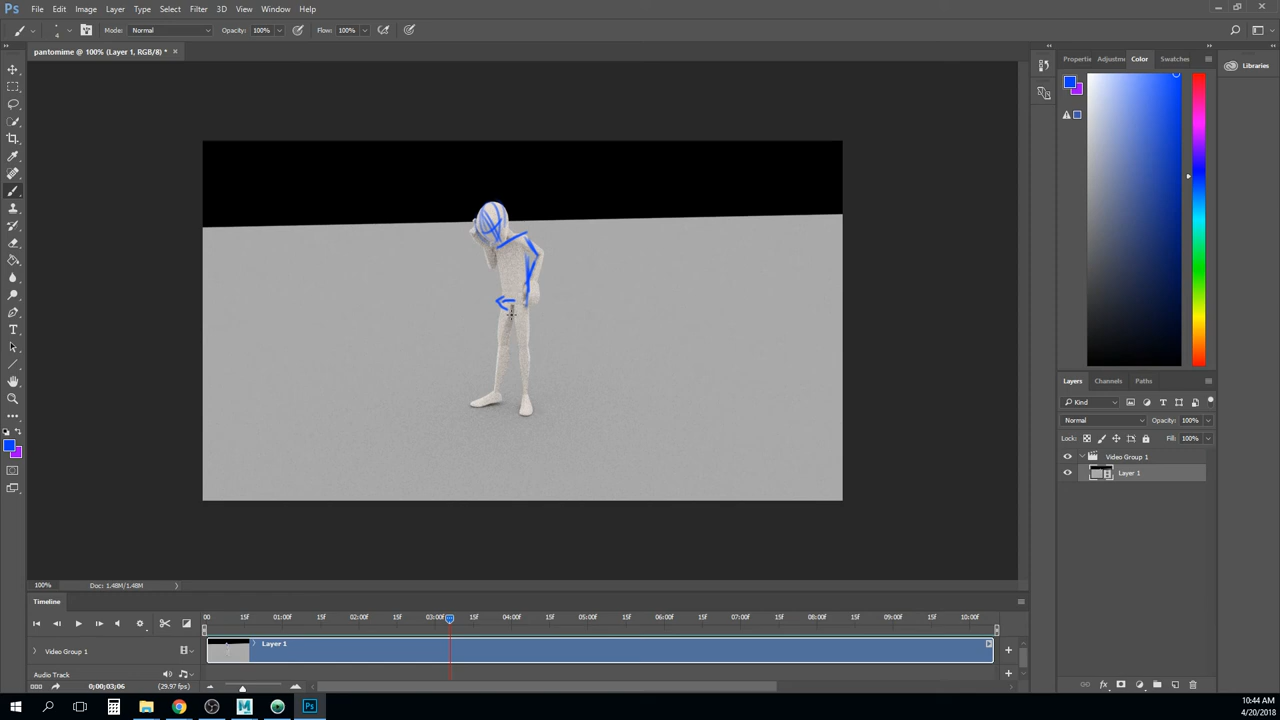 Ps File Edit Image Layer Type Select Filter 3D View Window Help
4 Mode: Normal Opacity: 100% Flow: 100%
pantomime @ 100% (Layer 1, RGB/8) * ×
Properti Adjustm Color Swatches
Libraries
Layers Channels Paths
Kind
Normal Opacity: 100%
Lock: Fill: 100%
Video Group 1
Layer 1
100% Doc: 1.48M/1.48M
Timeline
00 15F 01:00f 15F 02:00f 15F 03:00f 15F 04:00f 15F 05:00f 15F 06:00f 15F 07:00f 15F 08:00f 15F 09:00f 15F 10:00f
Video Group 1
Layer 1
Audio Track
0;00;03;06 (29.97 fps)
10:44 AM
4/20/2018